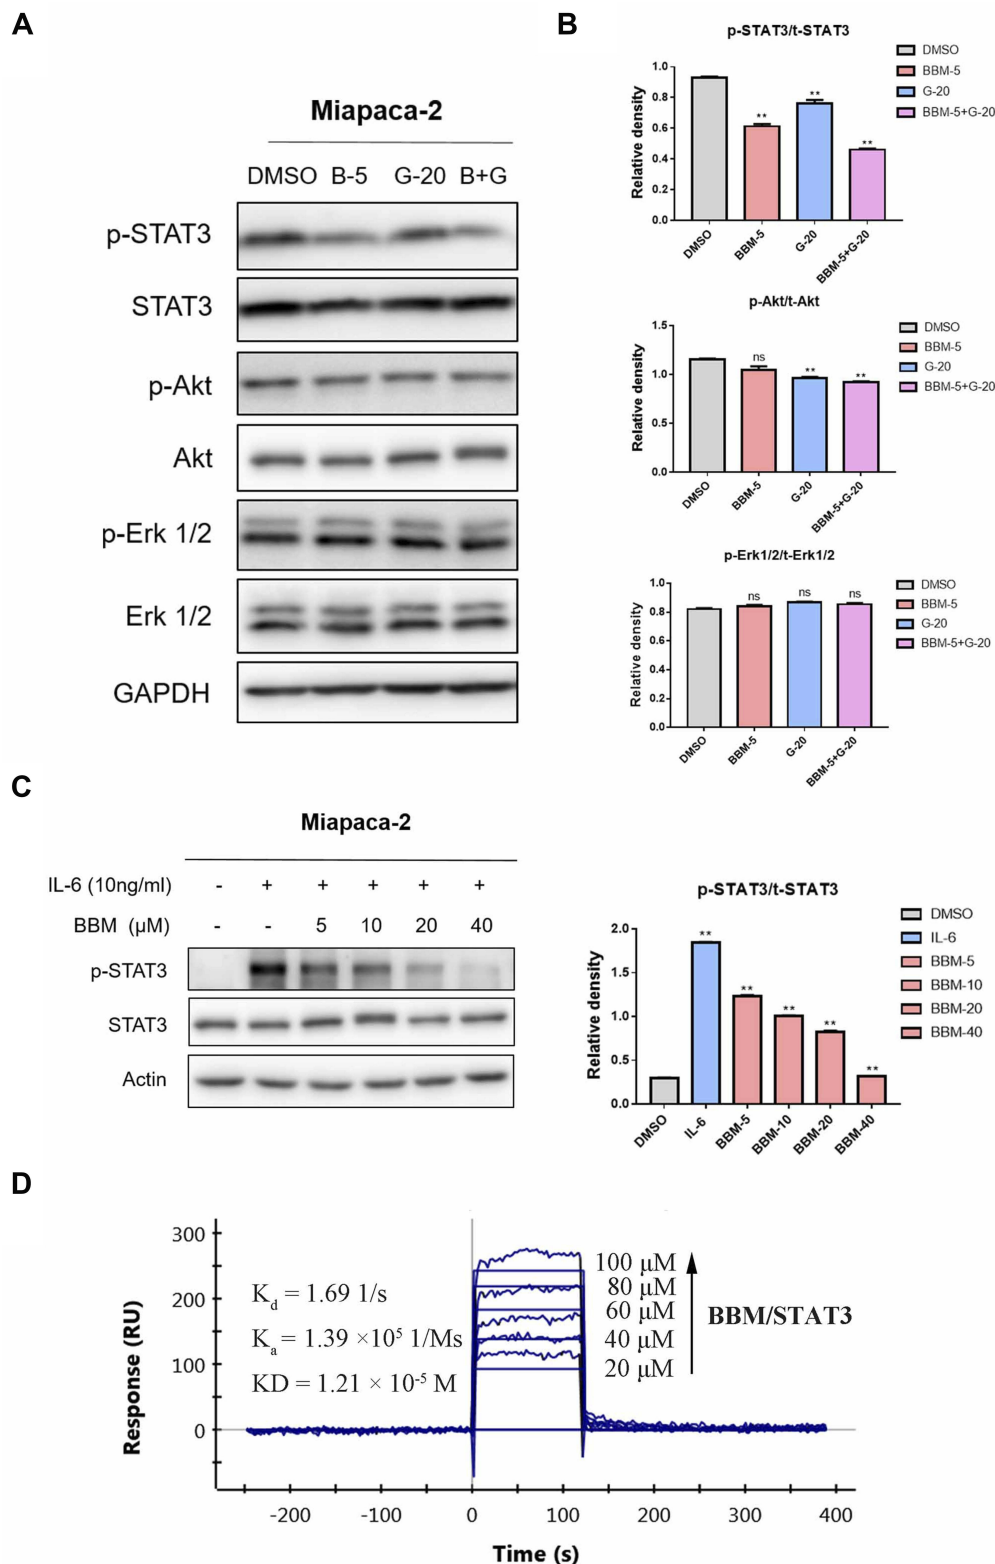 A
Miapaca-2
DMSO B-5 G-20 B+G
p-STAT3
STAT3
p-Akt
Akt
p-Erk 1/2
Erk 1/2
GAPDH
B
p-STAT3/t-STAT3
DMSO
BBM-5
G-20
BBM-5+G-20
Relative density
1.0
0.8
0.6
0.4
0.2
0.0
** ** **
DMSO BBM-5 G-20 BBM-5+G-20
p-Akt/t-Akt
DMSO
BBM-5
G-20
BBM-5+G-20
Relative density
1.5
1.0
0.5
0.0
ns ** **
DMSO BBM-5 G-20 BBM-5+G-20
p-Erk1/2/t-Erk1/2
DMSO
BBM-5
G-20
BBM-5+G-20
Relative density
1.0
0.8
0.6
0.4
0.2
0.0
ns ns ns
DMSO BBM-5 G-20 BBM-5+G-20
C
Miapaca-2
IL-6 (10ng/ml) - + + + + +
BBM (μM) - - 5 10 20 40
p-STAT3
STAT3
Actin
p-STAT3/t-STAT3
DMSO
IL-6
BBM-5
BBM-10
BBM-20
BBM-40
Relative density
2.0
1.5
1.0
0.5
0.0
** ** ** ** **
DMSO IL-6 BBM-5 BBM-10 BBM-20 BBM-40
D
Response (RU)
300
200
100
0
Kd = 1.69 1/s
Ka = 1.39 ×10⁵ 1/Ms
KD = 1.21 × 10⁻⁵ M
100 μM
80 μM
60 μM
40 μM
20 μM
BBM/STAT3
-200 -100 0 100 200 300 400
Time (s)